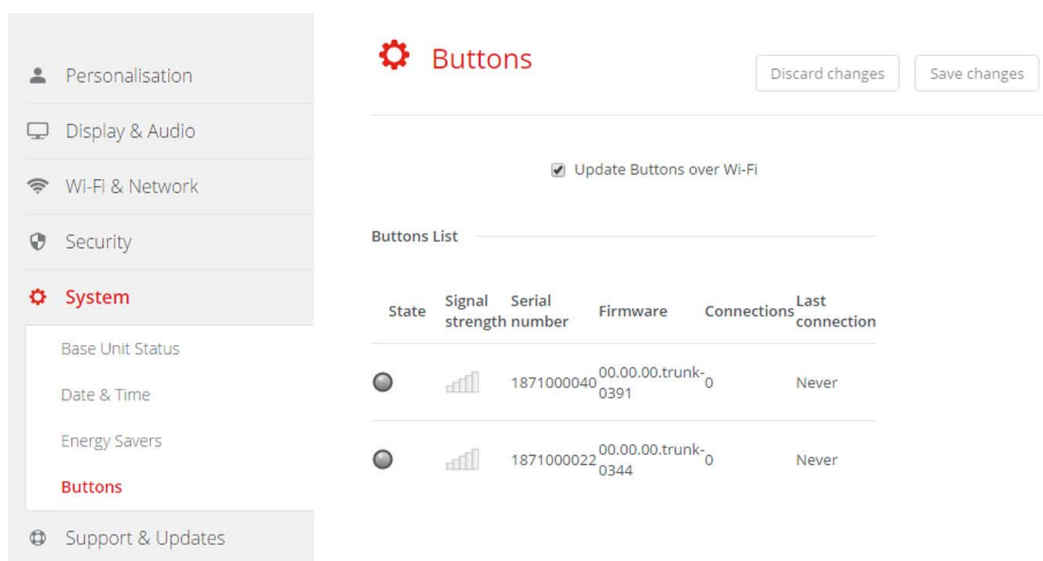 Personalisation
Display & Audio
Wi-Fi & Network
Security
System
Base Unit Status
Date & Time
Energy Savers
Buttons
Support & Updates
Buttons
Discard changes
Save changes
Update Buttons over Wi-Fi
Buttons List
State Signal strength Serial number Firmware Connections Last connection
1871000040 00.00.00.trunk-0391 0 Never
1871000022 00.00.00.trunk-0344 0 Never